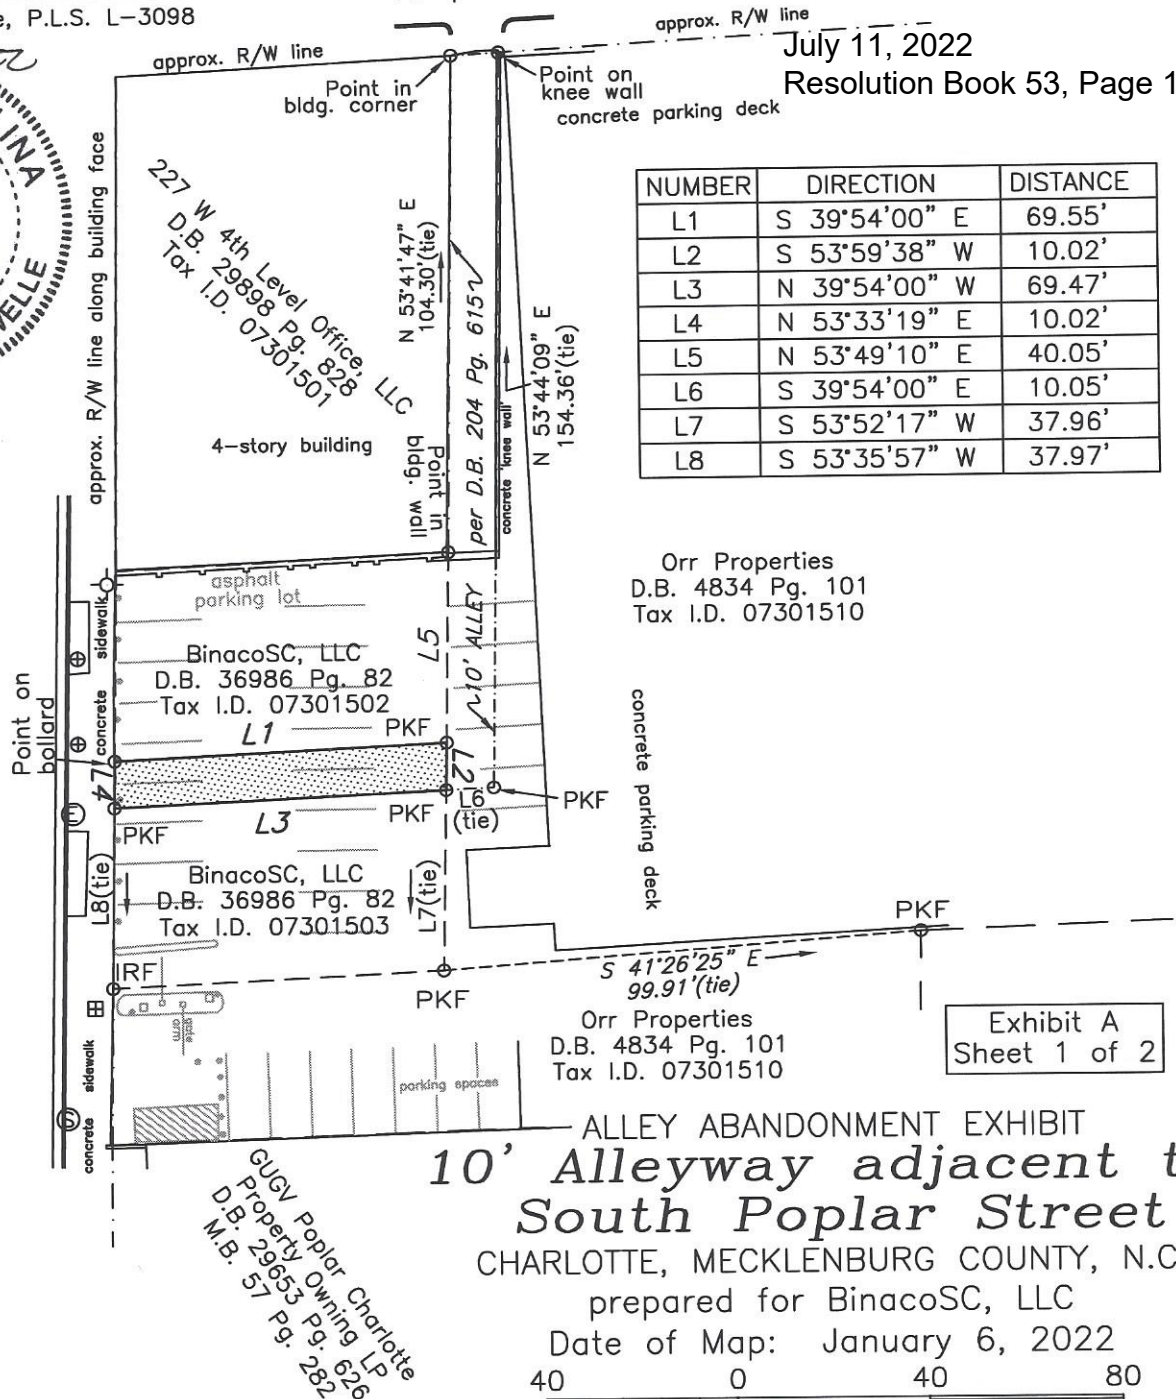 e, P.L.S. L-3098
LINA
VELLE
approx. R/W line
approx. R/W line
July 11, 2022
Resolution Book 53, Page 1
Point in
bldg. corner
Point on
knee wall
concrete parking deck
approx. R/W line along building face
227 W 4th Level Office, LLC
D.B. 29898 Pg. 828
Tax I.D. 07301501
4-story building
N 53°41'47" E
104.30'(tie)
per D.B. 204 Pg. 615
Point in
bldg. wall
concrete knee wall
N 53°44'09" E
154.36'(tie)
NUMBER DIRECTION DISTANCE
L1 S 39°54'00" E 69.55'
L2 S 53°59'38" W 10.02'
L3 N 39°54'00" W 69.47'
L4 N 53°33'19" E 10.02'
L5 N 53°49'10" E 40.05'
L6 S 39°54'00" E 10.05'
L7 S 53°52'17" W 37.96'
L8 S 53°35'57" W 37.97'
Orr Properties
D.B. 4834 Pg. 101
Tax I.D. 07301510
asphalt
parking lot
BinacoSC, LLC
D.B. 36986 Pg. 82
Tax I.D. 07301502
L5
~10' ALLEY
concrete sidewalk
Point on
bollard
L1
PKF
L4
L2
L6
(tie)
PKF
concrete parking deck
PKF
L3
PKF
E
L8(tie)
BinacoSC, LLC
D.B. 36986 Pg. 82
Tax I.D. 07301503
L7(tie)
PKF
IRF
PKF
S 41°26'25" E
99.91'(tie)
gate
arm
Orr Properties
D.B. 4834 Pg. 101
Tax I.D. 07301510
Exhibit A
Sheet 1 of 2
parking spaces
concrete sidewalk
S
GUGV Poplar Charlotte
Property Owning LP
D.B. 29653 Pg. 626
M.B. 57 Pg. 282
ALLEY ABANDONMENT EXHIBIT
10' Alleyway adjacent t
South Poplar Street
CHARLOTTE, MECKLENBURG COUNTY, N.C
prepared for BinacoSC, LLC
Date of Map: January 6, 2022
40 0 40 80